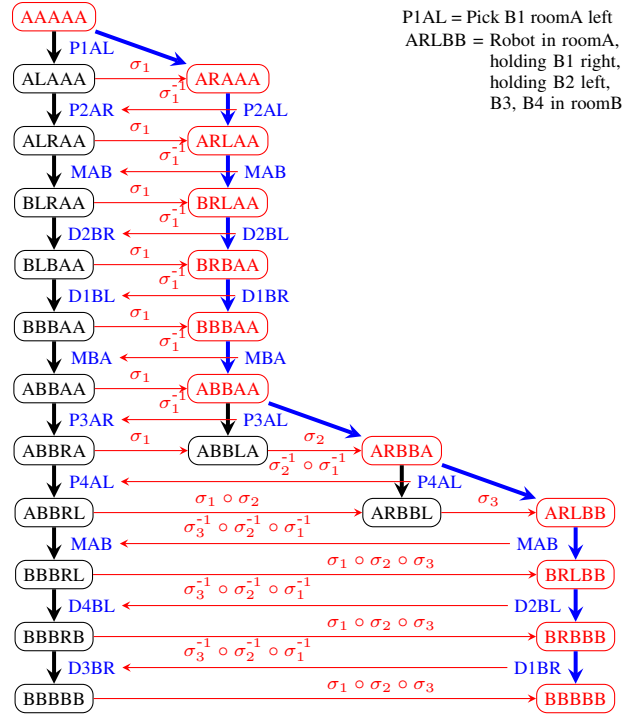 AAAAA
P1AL = Pick B1 roomA left
P1AL
ARLBB = Robot in roomA,
holding B1 right,
holding B2 left,
B3, B4 in roomB
ALAAA σ₁ ARAAA
σ₁⁻¹
P2AR P2AL
ALRAA σ₁ ARLAA
σ₁⁻¹
MAB MAB
BLRAA σ₁ BRLAA
σ₁⁻¹
D2BR D2BL
BLBAA σ₁ BRBAA
σ₁⁻¹
D1BL D1BR
BBBAA σ₁ BBBAA
σ₁⁻¹
MBA MBA
ABBAA σ₁ ABBAA
σ₁⁻¹
P3AR P3AL
ABBRA σ₁ ABBLA σ₂ ARBBA
σ₂⁻¹ ∘ σ₁⁻¹
P4AL P4AL
ABBRL σ₁ ∘ σ₂ ARBBL σ₃ ARLBB
σ₃⁻¹ ∘ σ₂⁻¹ ∘ σ₁⁻¹
MAB MAB
BBBRL σ₁ ∘ σ₂ ∘ σ₃ BRLBB
σ₃⁻¹ ∘ σ₂⁻¹ ∘ σ₁⁻¹
D4BL D2BL
BBBRB σ₁ ∘ σ₂ ∘ σ₃ BRBBB
σ₃⁻¹ ∘ σ₂⁻¹ ∘ σ₁⁻¹
D3BR D1BR
BBBBB σ₁ ∘ σ₂ ∘ σ₃ BBBBB